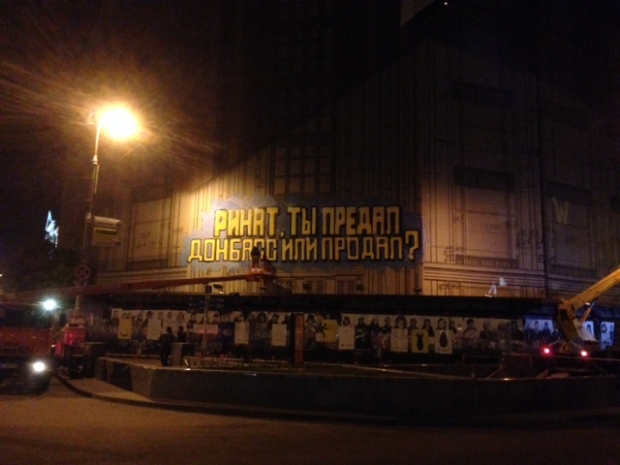 РИНАТ, ТЫ ПРЕДАЛ
ДОНБАСС ИЛИ ПРОДАЛ?